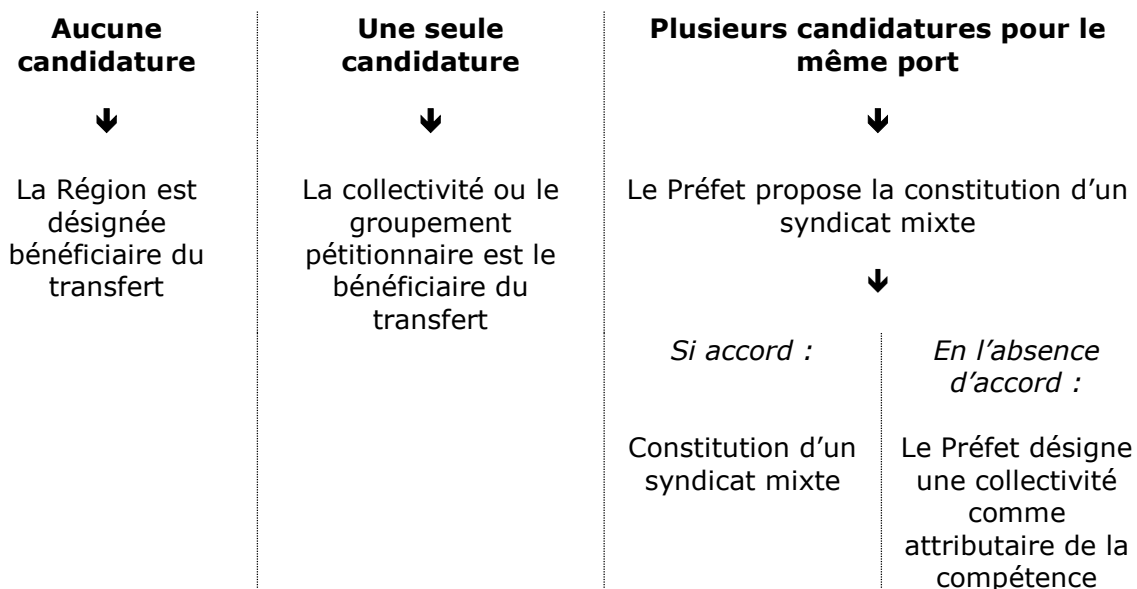 Aucune
candidature
🡻
La Région est
désignée
bénéficiaire du
transfert
Une seule
candidature
🡻
La collectivité ou le
groupement
pétitionnaire est le
bénéficiaire du
transfert
Plusieurs candidatures pour le
même port
🡻
Le Préfet propose la constitution d’un
syndicat mixte
🡻
Si accord :
Constitution d’un
syndicat mixte
En l’absence
d’accord :
Le Préfet désigne
une collectivité
comme
attributaire de la
compétence